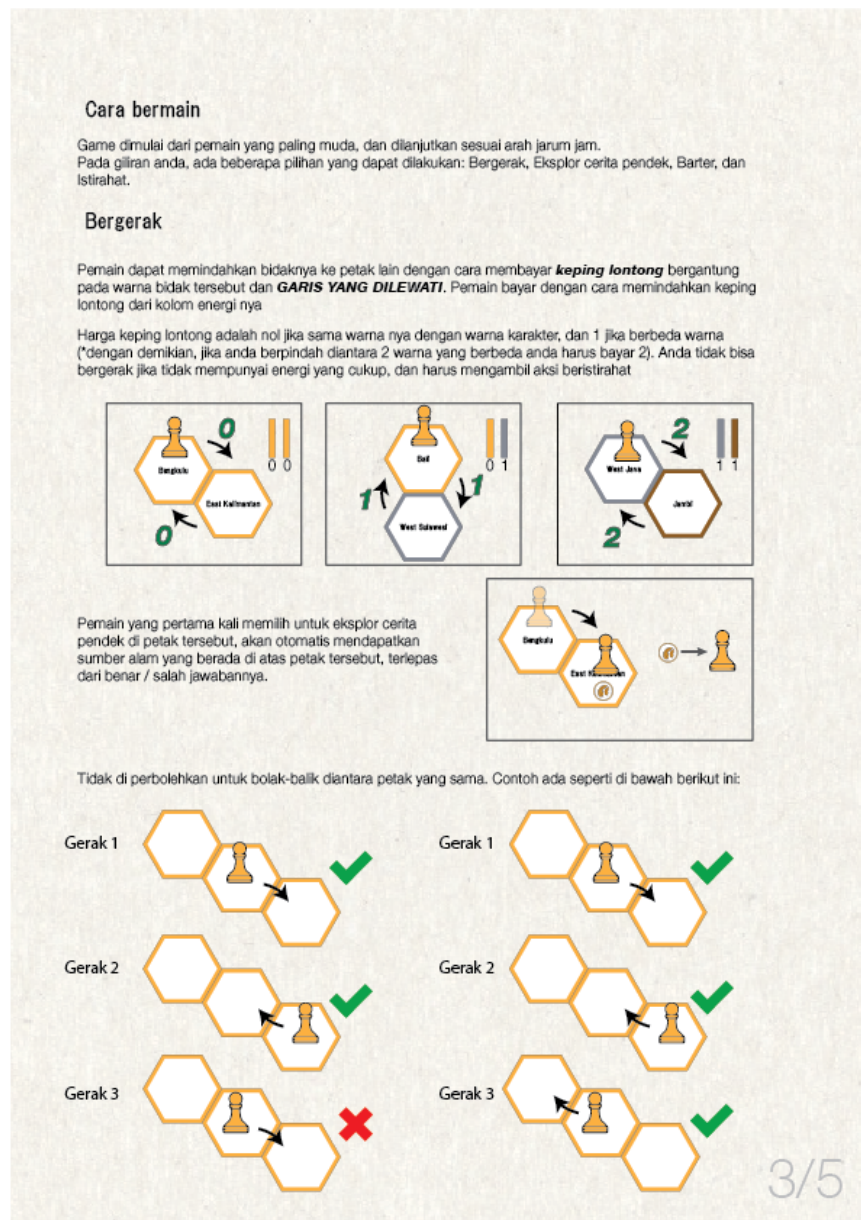 Cara bermain
Game dimulai dari pemain yang paling muda, dan dilanjutkan sesuai arah jarum jam.
Pada giliran anda, ada beberapa pilihan yang dapat dilakukan: Bergerak, Eksplor cerita pendek, Barter, dan
Istirahat.
Bergerak
Pemain dapat memindahkan bidaknya ke petak lain dengan cara membayar keping lontong bergantung
pada warna bidak tersebut dan GARIS YANG DILEWATI. Pemain bayar dengan cara memindahkan keping
lontong dari kolom energi nya
Harga keping lontong adalah nol jika sama warna nya dengan warna karakter, dan 1 jika berbeda warna
(*dengan demikian, jika anda berpindah diantara 2 warna yang berbeda anda harus bayar 2). Anda tidak bisa
bergerak jika tidak mempunyai energi yang cukup, dan harus mengambil aksi beristirahat
0
0 0
Bengkulu
East Kalimantan
0
Bali
0 1
1
1
West Sulawesi
2
1 1
West Java
Jambi
2
Pemain yang pertama kali memilih untuk eksplor cerita
pendek di petak tersebut, akan otomatis mendapatkan
sumber alam yang berada di atas petak tersebut, terlepas
dari benar / salah jawabannya.
Bengkulu
East
Tidak di perbolehkan untuk bolak-balik diantara petak yang sama. Contoh ada seperti di bawah berikut ini:
Gerak 1
Gerak 2
Gerak 3
Gerak 1
Gerak 2
Gerak 3
3/5